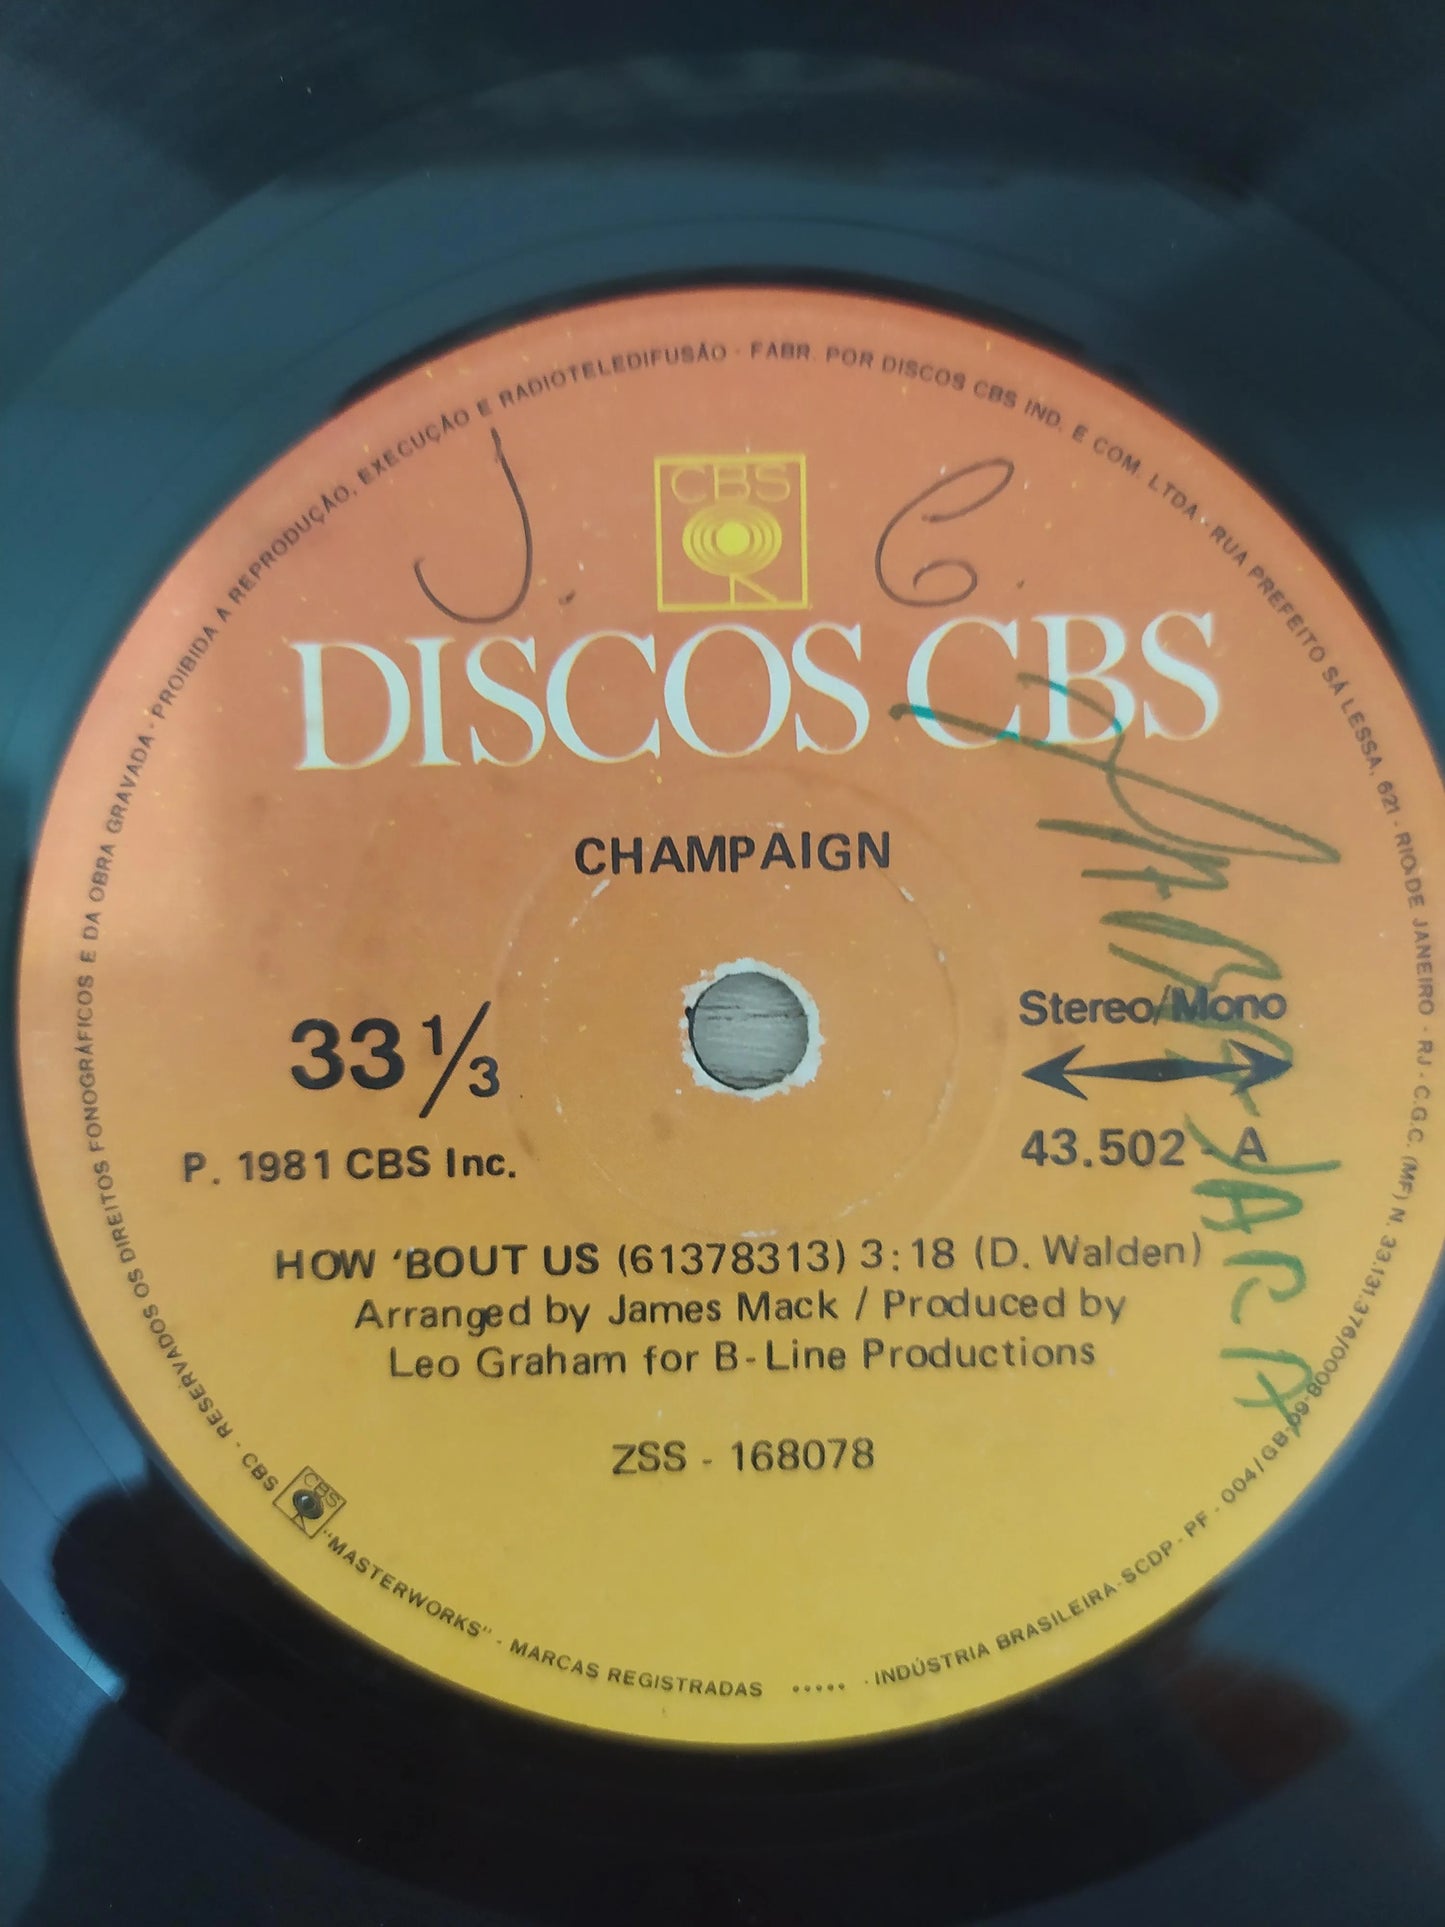 PROIBIDA A REPRODUÇÃO, EXECUÇÃO E RADIOTELEDIFUSÃO · FABR. POR DISCOS CBS IND. E COM. LTDA · RUA PREFEITO SÁ LESSA, 621 - RIO DE JANEIRO - RJ - C.G.C. (MF) N. 33.131.376/0008-69
J. C.
CBS
DISCOS CBS
CHAMPAIGN
33 1/3
Stereo/Mono
P. 1981 CBS Inc.
43.502 - A
HOW ‘BOUT US (61378313) 3:18 (D. Walden)
Arranged by James Mack / Produced by
Leo Graham for B-Line Productions
ZSS - 168078
RESERVADOS OS DIREITOS FONOGRÁFICOS E DA OBRA GRAVADA ·
CBS CBS "MASTERWORKS" - MARCAS REGISTRADAS ..... · INDÚSTRIA BRASILEIRA-SCDP - PF - 004/GB